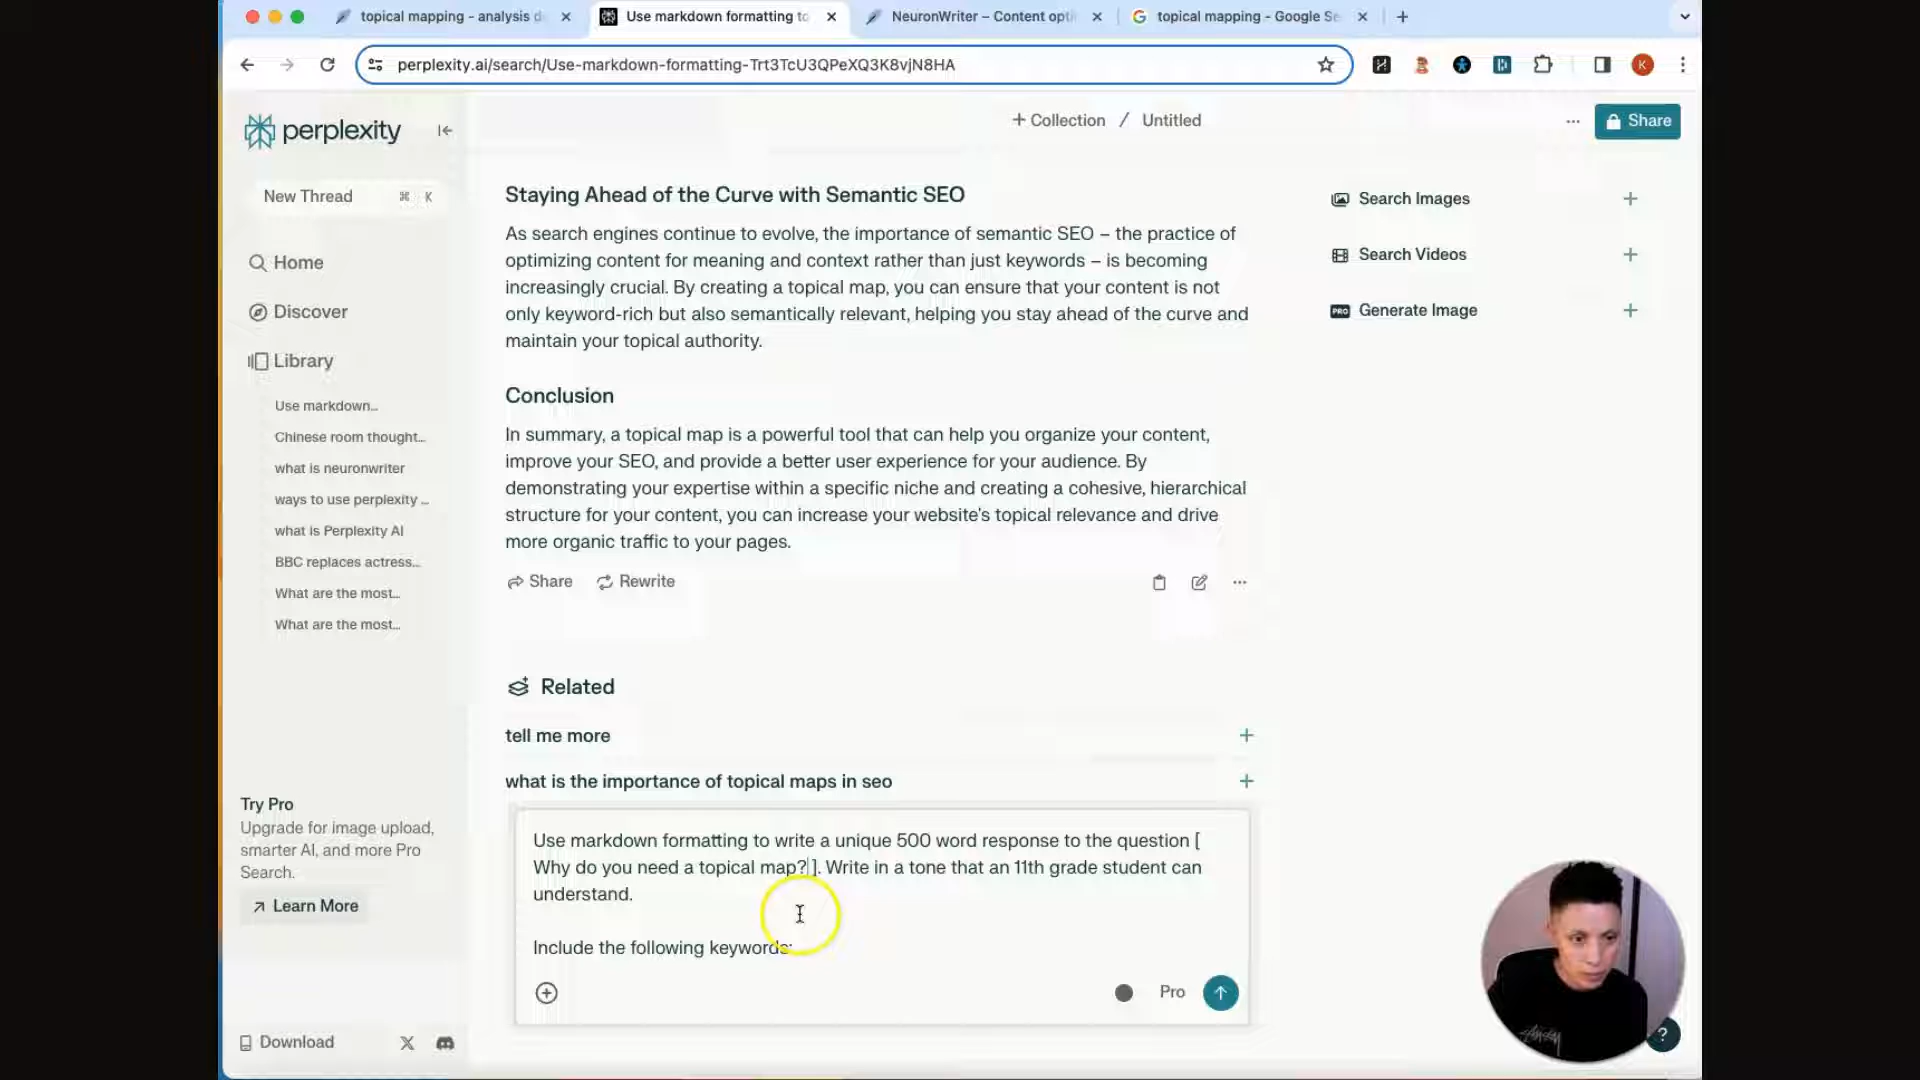 topical mapping - analysis d
Use markdown formatting to
NeuronWriter – Content opti
topical mapping - Google Se
perplexity.ai/search/Use-markdown-formatting-Trt3TcU3QPeXQ3K8vjN8HA
K
perplexity
+ Collection / Untitled
Share
New Thread ⌘ K
Home
Discover
Library
Use markdown...
Chinese room thought...
what is neuronwriter
ways to use perplexity ...
what is Perplexity AI
BBC replaces actress...
What are the most...
What are the most...
Try Pro
Upgrade for image upload,
smarter AI, and more Pro
Search.
Learn More
Download
Staying Ahead of the Curve with Semantic SEO
As search engines continue to evolve, the importance of semantic SEO – the practice of
optimizing content for meaning and context rather than just keywords – is becoming
increasingly crucial. By creating a topical map, you can ensure that your content is not
only keyword-rich but also semantically relevant, helping you stay ahead of the curve and
maintain your topical authority.
Conclusion
In summary, a topical map is a powerful tool that can help you organize your content,
improve your SEO, and provide a better user experience for your audience. By
demonstrating your expertise within a specific niche and creating a cohesive, hierarchical
structure for your content, you can increase your website's topical relevance and drive
more organic traffic to your pages.
Share
Rewrite
Related
tell me more
what is the importance of topical maps in seo
Use markdown formatting to write a unique 500 word response to the question [
Why do you need a topical map? ]. Write in a tone that an 11th grade student can
understand.
Include the following keywords:
Pro
Search Images
Search Videos
PRO Generate Image
?